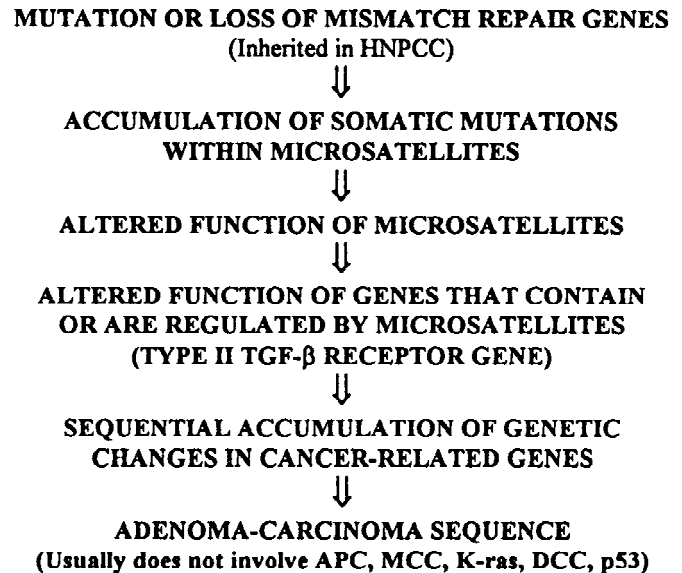 MUTATION OR LOSS OF MISMATCH REPAIR GENES
(Inherited in HNPCC)
⇓
ACCUMULATION OF SOMATIC MUTATIONS
WITHIN MICROSATELLITES
⇓
ALTERED FUNCTION OF MICROSATELLITES
⇓
ALTERED FUNCTION OF GENES THAT CONTAIN
OR ARE REGULATED BY MICROSATELLITES
(TYPE II TGF-β RECEPTOR GENE)
⇓
SEQUENTIAL ACCUMULATION OF GENETIC
CHANGES IN CANCER-RELATED GENES
⇓
ADENOMA-CARCINOMA SEQUENCE
(Usually does not involve APC, MCC, K-ras, DCC, p53)